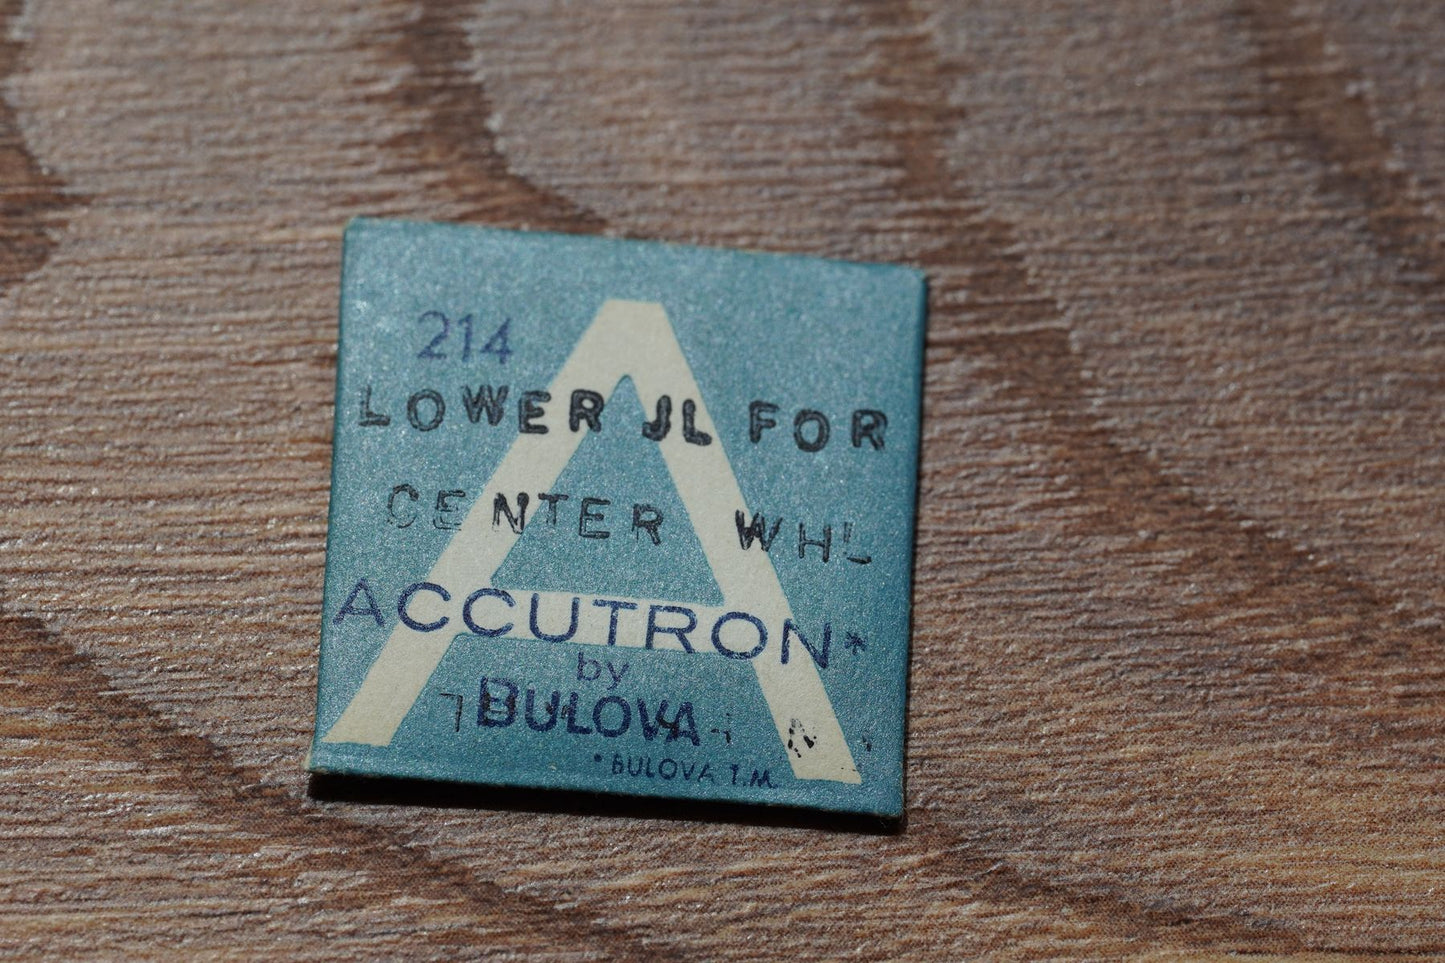 214
LOWER JL FOR
CENTER WHL
ACCUTRON*
by
BULOVA
*BULOVA T.M.